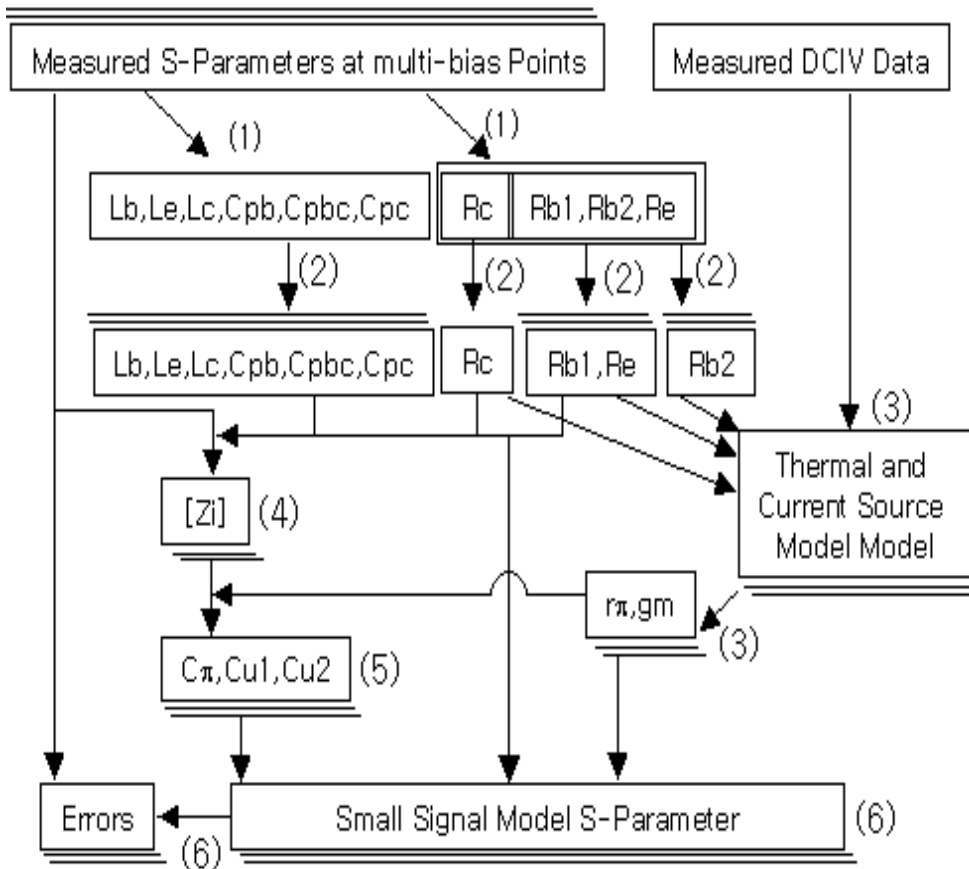 Measured S-Parameters at multi-bias Points
Measured DCIV Data
(1)
(1)
Lb,Le,Lc,Cpb,Cpbc,Cpc
Rc
Rb1,Rb2,Re
(2)
(2)
(2)
(2)
Lb,Le,Lc,Cpb,Cpbc,Cpc
Rc
Rb1,Re
Rb2
(3)
Thermal and
Current Source
Model Model
[Zi]
(4)
rπ,gm
(3)
Cπ,Cu1,Cu2
(5)
Errors
(6)
Small Signal Model S-Parameter
(6)